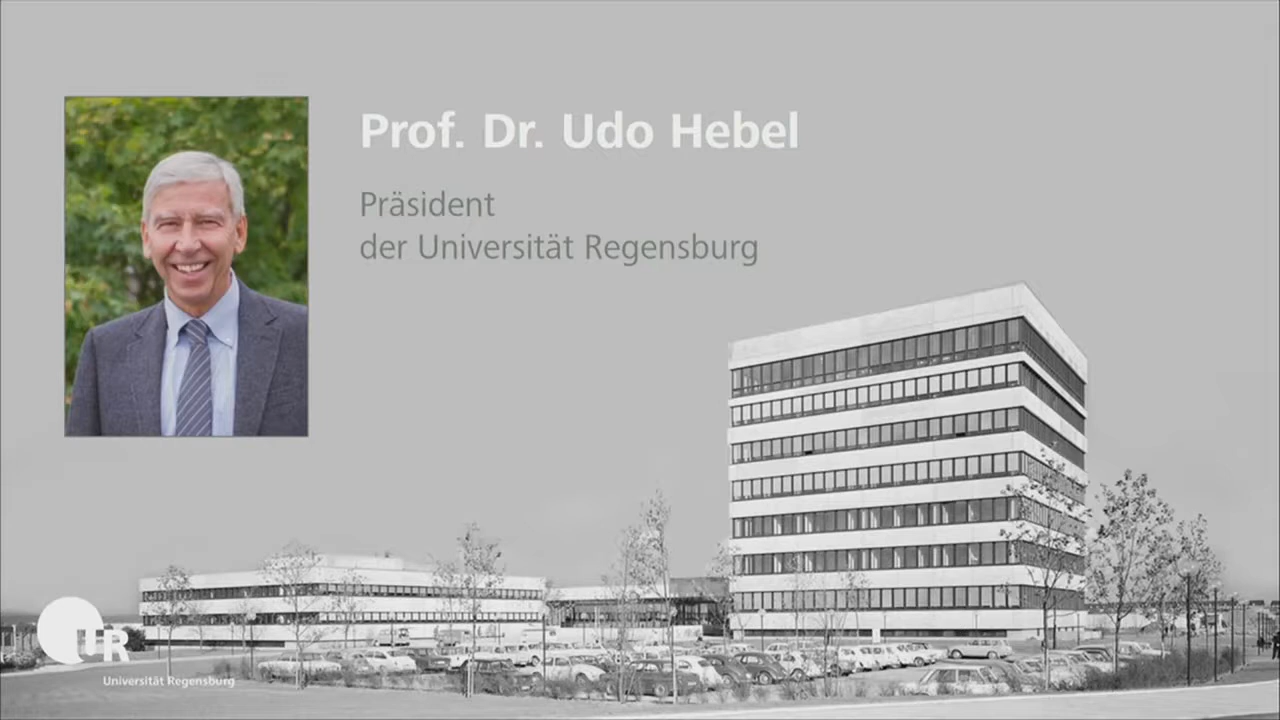 Prof. Dr. Udo Hebel
Präsident
der Universität Regensburg
UR
Universität Regensburg